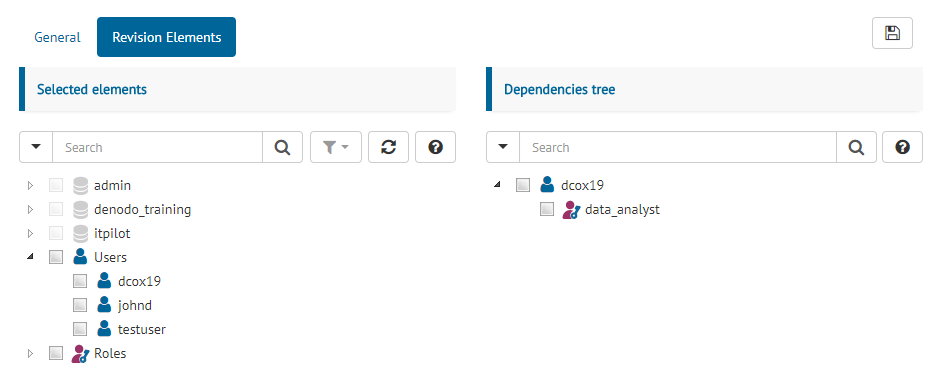 General
Revision Elements
Selected elements
Search
admin
denodo_training
itpilot
Users
dcox19
johnd
testuser
Roles
Dependencies tree
Search
dcox19
data_analyst